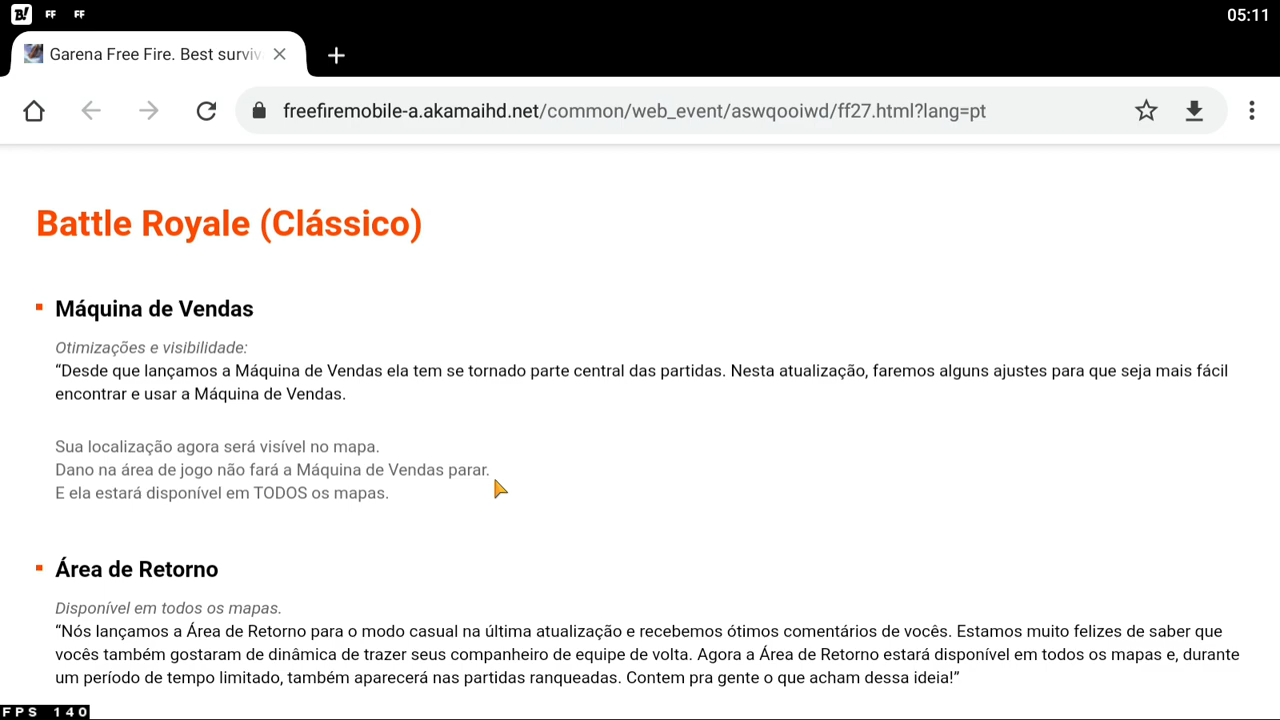 B! FF FF 05:11
Garena Free Fire. Best surviv
freefiremobile-a.akamaihd.net/common/web_event/aswqooiwd/ff27.html?lang=pt
Battle Royale (Clássico)
Máquina de Vendas
Otimizações e visibilidade:
“Desde que lançamos a Máquina de Vendas ela tem se tornado parte central das partidas. Nesta atualização, faremos alguns ajustes para que seja mais fácil
encontrar e usar a Máquina de Vendas.
Sua localização agora será visível no mapa.
Dano na área de jogo não fará a Máquina de Vendas parar.
E ela estará disponível em TODOS os mapas.
Área de Retorno
Disponível em todos os mapas.
“Nós lançamos a Área de Retorno para o modo casual na última atualização e recebemos ótimos comentários de vocês. Estamos muito felizes de saber que
vocês também gostaram de dinâmica de trazer seus companheiro de equipe de volta. Agora a Área de Retorno estará disponível em todos os mapas e, durante
um período de tempo limitado, também aparecerá nas partidas ranqueadas. Contem pra gente o que acham dessa ideia!”
FPS 140